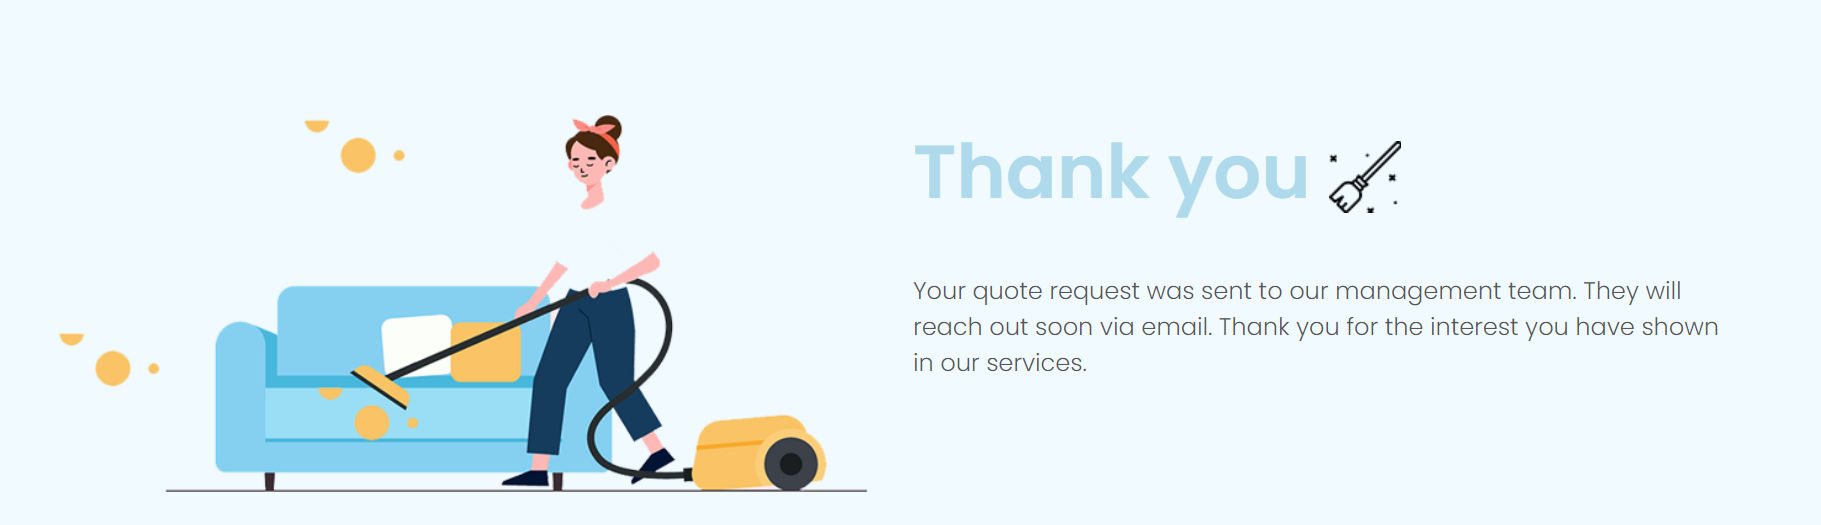 Thank you
Your quote request was sent to our management team. They will
reach out soon via email. Thank you for the interest you have shown
in our services.